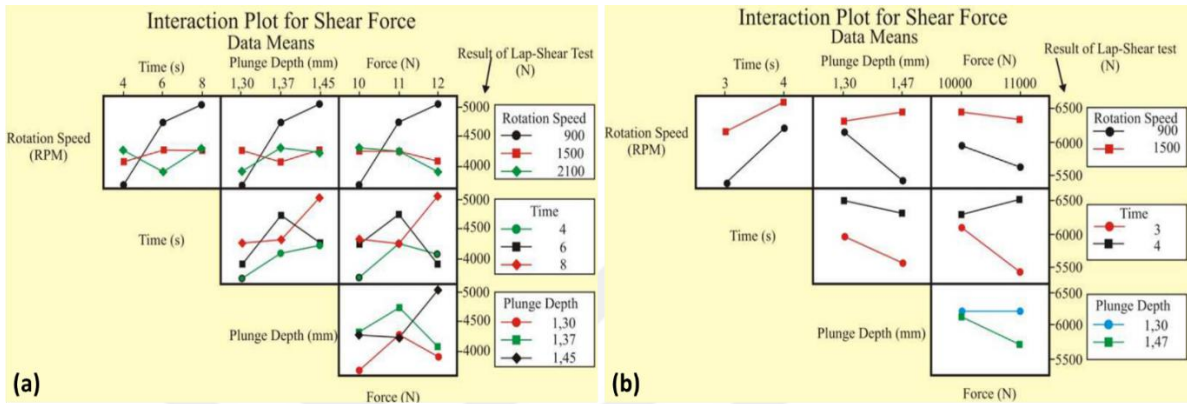 Interaction Plot for Shear Force
Data Means
Time (s)
4 6 8
Plunge Depth (mm)
1,30 1,37 1,45
Force (N)
10 11 12
Result of Lap-Shear Test
(N)
Rotation Speed
(RPM)
5000
4500
4000
Rotation Speed
900
1500
2100
Time (s)
5000
4500
4000
Time
4
6
8
Plunge Depth (mm)
5000
4500
4000
Plunge Depth
1,30
1,37
1,45
Force (N)
(a)
Interaction Plot for Shear Force
Data Means
Time (s)
3 4
Plunge Depth (mm)
1,30 1,47
Force (N)
10000 11000
Result of Lap-Shear test
(N)
Rotation Speed
(RPM)
6500
6000
5500
Rotation Speed
900
1500
Time (s)
6500
6000
5500
Time
3
4
Plunge Depth (mm)
6500
6000
5500
Plunge Depth
1,30
1,47
Force (N)
(b)